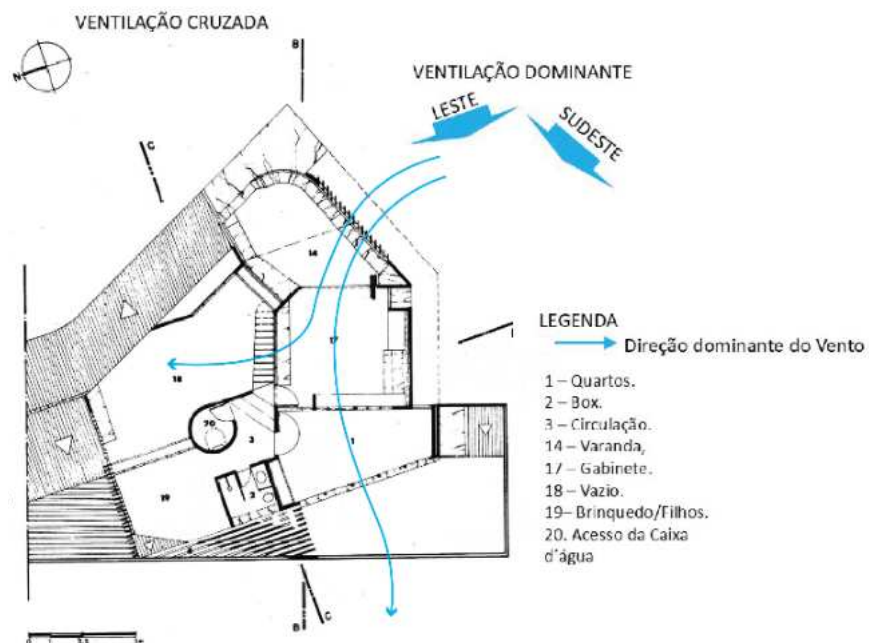 VENTILAÇÃO CRUZADA
B
N
VENTILAÇÃO DOMINANTE
LESTE
SUDESTE
C
14
17
18
20
3
1
19
2
LEGENDA
Direção dominante do Vento
1 – Quartos.
2 – Box.
3 – Circulação.
14 – Varanda,
17 – Gabinete.
18 – Vazio.
19– Brinquedo/Filhos.
20. Acesso da Caixa
d´água
B
C
0
1